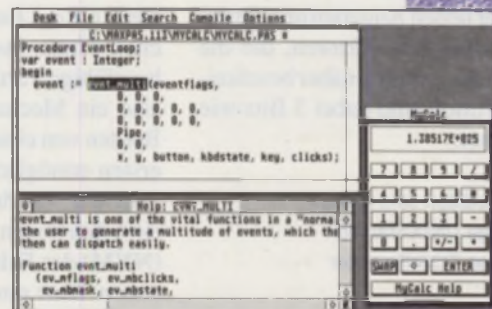 Desk File Edit Search Compile Options
C:\MAXPAS.111\MYCALC\MYCALC.PAS
Procedure EventLoop;
var event : Integer;
begin
event := evnt_multi(eventflags,
0, 0, 0,
0, 0, 0, 0, 0,
0, 0, 0, 0, 0,
Pipe,
0, 0,
x, y, button, kbdstate, key, clicks);
MyCalc
1.38517E+025
7 8 9 /
4 5 6
1 2 3 -
0 . +/- +
SWAP ENTER
MyCalc Help
Help: EVNT_MULTI
evnt_multi is one of the vital functions in a "norma
the user to generate a multitude of events, which the
then can dispatch easily.
Function evnt_multi
(ev_mflags, ev_mbclicks,
ev_mbmask, ev_mbstate,